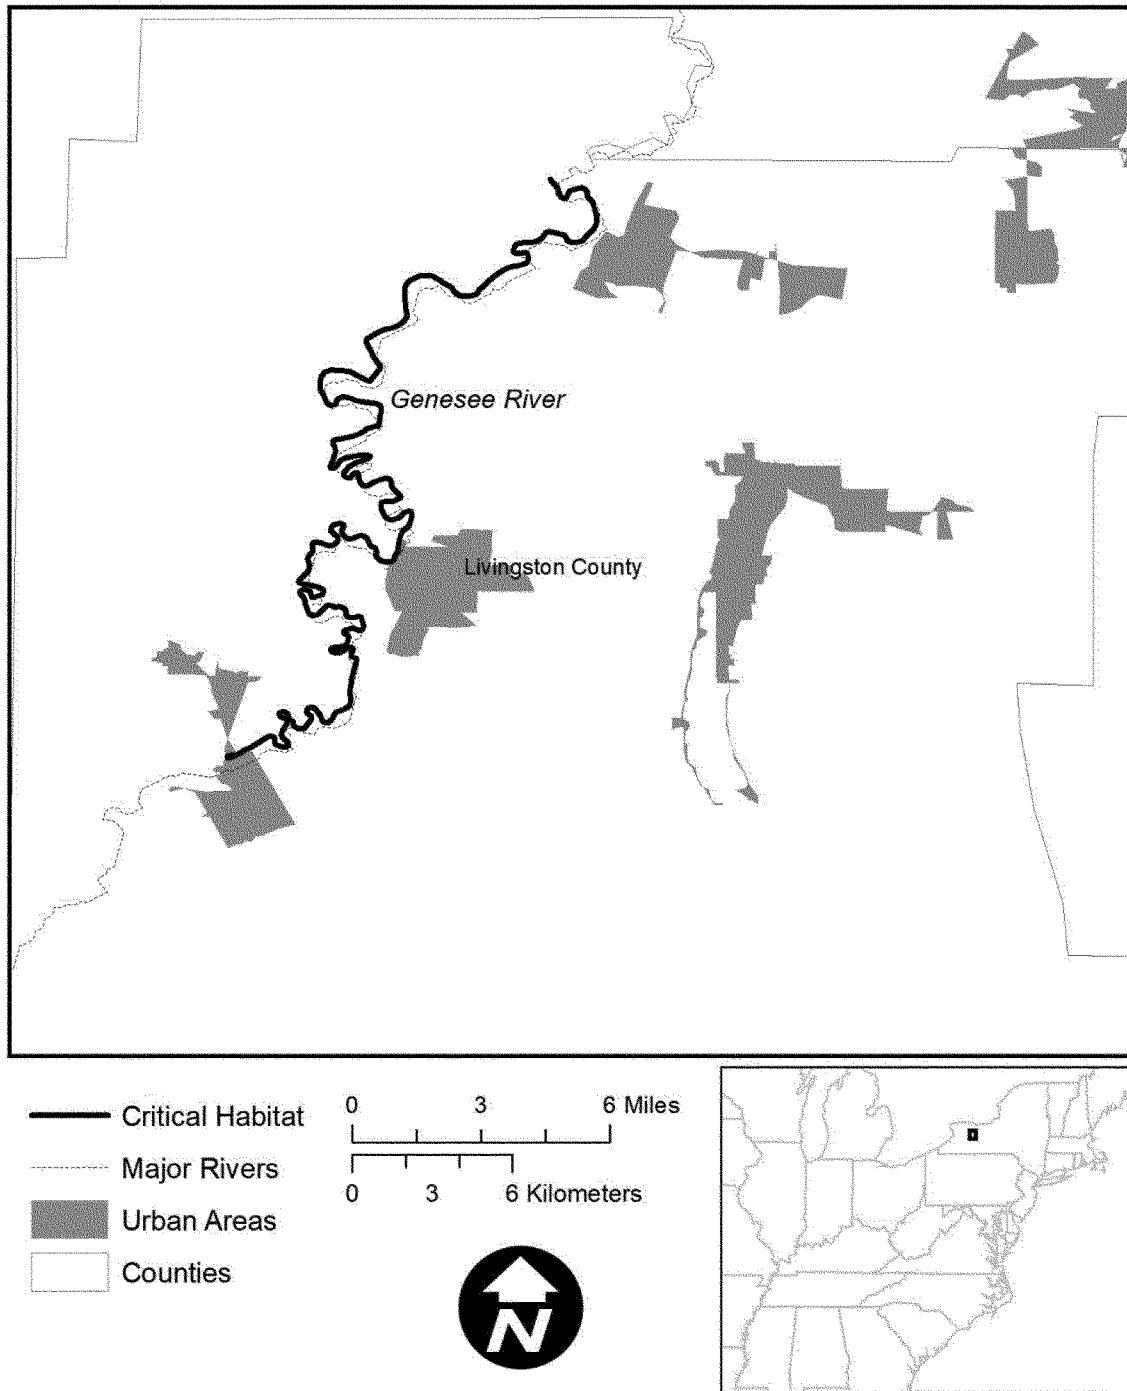 Genesee River
Livingston County
Critical Habitat
Major Rivers
Urban Areas
Counties
0 3 6 Miles
0 3 6 Kilometers
N